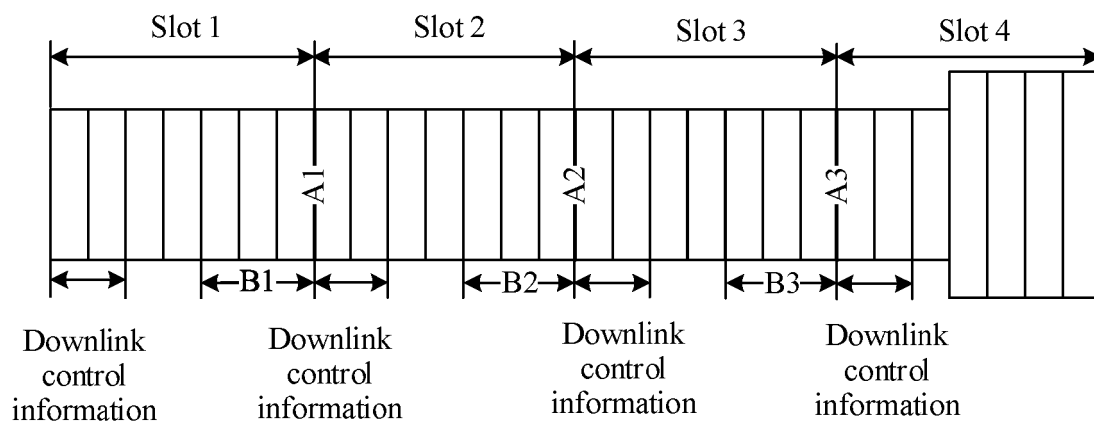 Slot 1
Slot 2
Slot 3
Slot 4
A1
A2
A3
B1
B2
B3
Downlink
control
information
Downlink
control
information
Downlink
control
information
Downlink
control
information